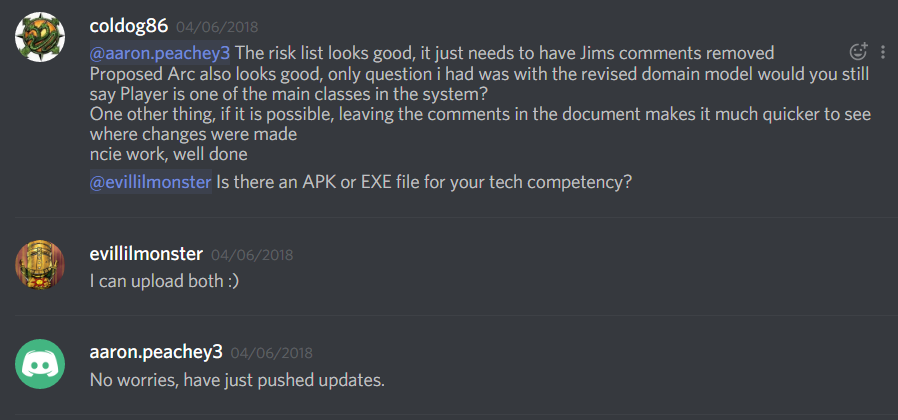 coldog86 04/06/2018
@aaron.peachey3 The risk list looks good, it just needs to have Jims comments removed
Proposed Arc also looks good, only question i had was with the revised domain model would you still
say Player is one of the main classes in the system?
One other thing, if it is possible, leaving the comments in the document makes it much quicker to see
where changes were made
ncie work, well done
@evillilmonster Is there an APK or EXE file for your tech competency?
evillilmonster 04/06/2018
I can upload both :)
aaron.peachey3 04/06/2018
No worries, have just pushed updates.